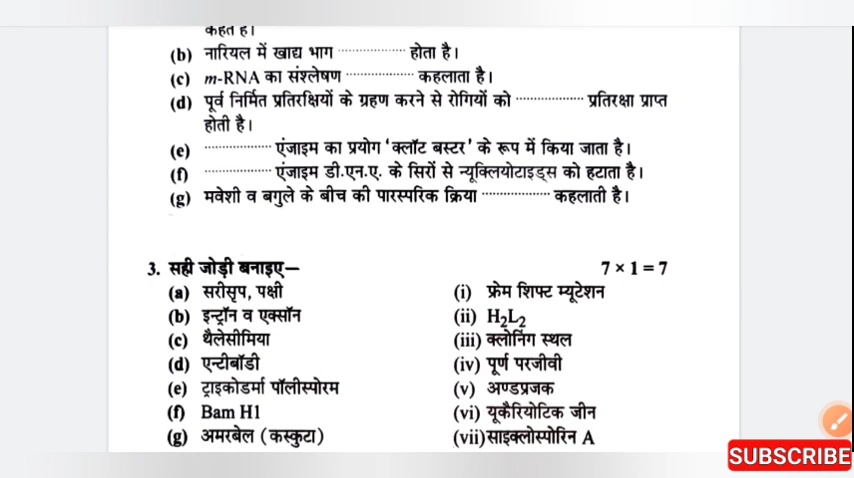 कहते हैं।
(b) नारियल में खाद्य भाग .................. होता है।
(c) m-RNA का संश्लेषण .................. कहलाता है।
(d) पूर्व निर्मित प्रतिरक्षियों के ग्रहण करने से रोगियों को .................. प्रतिरक्षा प्राप्त
होती है।
(e) .................. एंजाइम का प्रयोग ‘क्लॉट बस्टर’ के रूप में किया जाता है।
(f) .................. एंजाइम डी.एन.ए. के सिरों से न्यूक्लियोटाइड्स को हटाता है।
(g) मवेशी व बगुले के बीच की पारस्परिक क्रिया .................. कहलाती है।
3. सही जोड़ी बनाइए— 7 × 1 = 7
(a) सरीसृप, पक्षी (i) फ्रेम शिफ्ट म्यूटेशन
(b) इन्ट्रॉन व एक्सॉन (ii) H₂L₂
(c) थैलेसीमिया (iii) क्लोनिंग स्थल
(d) एन्टीबॉडी (iv) पूर्ण परजीवी
(e) ट्राइकोडर्मा पॉलीस्पोरम (v) अण्डप्रजक
(f) Bam H1 (vi) यूकैरियोटिक जीन
(g) अमरबेल (कस्कुटा) (vii) साइक्लोस्पोरिन A
SUBSCRIBE